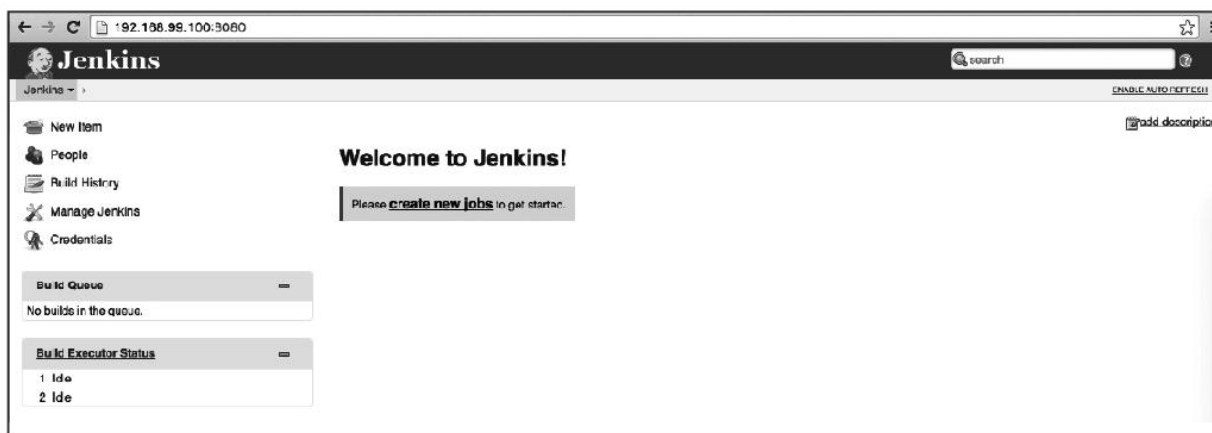 192.168.99.100:8080
Jenkins
search
Jenkins
ENABLE AUTO REFRESH
add descriptio
New Item
People
Build History
Manage Jenkins
Credentials
Welcome to Jenkins!
Please create new jobs to get started.
Build Queue
No builds in the queue.
Build Executor Status
1 Idle
2 Idle